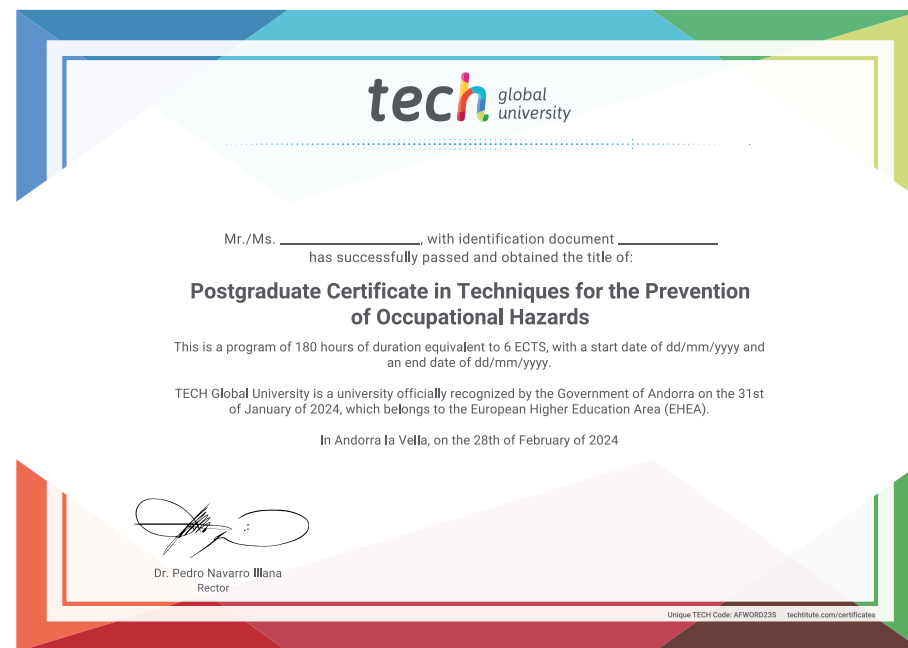 tech global university
Mr./Ms. ____________, with identification document ____________
has successfully passed and obtained the title of:
Postgraduate Certificate in Techniques for the Prevention
of Occupational Hazards
This is a program of 180 hours of duration equivalent to 6 ECTS, with a start date of dd/mm/yyyy and
an end date of dd/mm/yyyy.
TECH Global University is a university officially recognized by the Government of Andorra on the 31st
of January of 2024, which belongs to the European Higher Education Area (EHEA).
In Andorra la Vella, on the 28th of February of 2024
Dr. Pedro Navarro Illana
Rector
Unique TECH Code: AFWORD23S techtitute.com/certificates